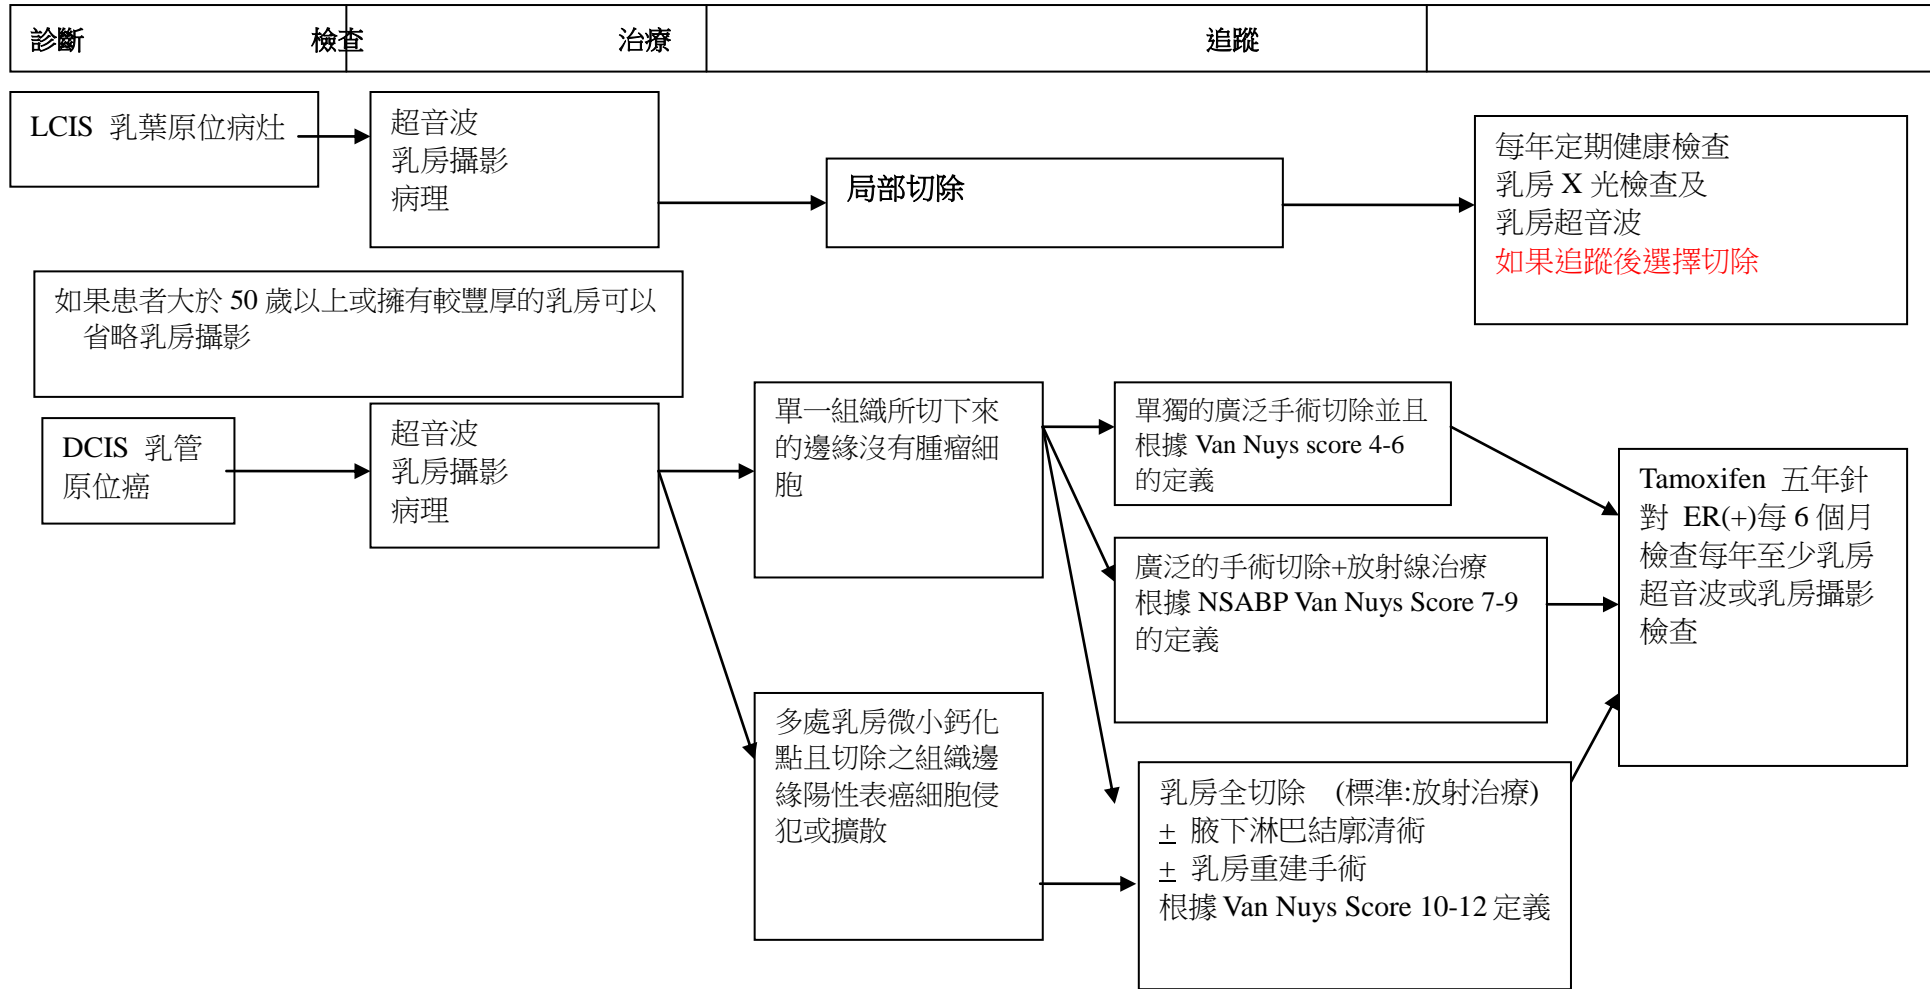 診斷 檢查 治療 追蹤
LCIS 乳葉原位病灶
超音波
乳房攝影
病理
局部切除
每年定期健康檢查
乳房 X 光檢查及
乳房超音波
如果追蹤後選擇切除
如果患者大於 50 歲以上或擁有較豐厚的乳房可以
省略乳房攝影
DCIS 乳管
原位癌
超音波
乳房攝影
病理
單一組織所切下來
的邊緣沒有腫瘤細
胞
單獨的廣泛手術切除並且
根據 Van Nuys score 4-6
的定義
廣泛的手術切除+放射線治療
根據 NSABP Van Nuys Score 7-9
的定義
多處乳房微小鈣化
點且切除之組織邊
緣陽性表癌細胞侵
犯或擴散
乳房全切除 (標準:放射治療)
± 腋下淋巴結廓清術
± 乳房重建手術
根據 Van Nuys Score 10-12 定義
Tamoxifen 五年針
對 ER(+)每 6 個月
檢查每年至少乳房
超音波或乳房攝影
檢查